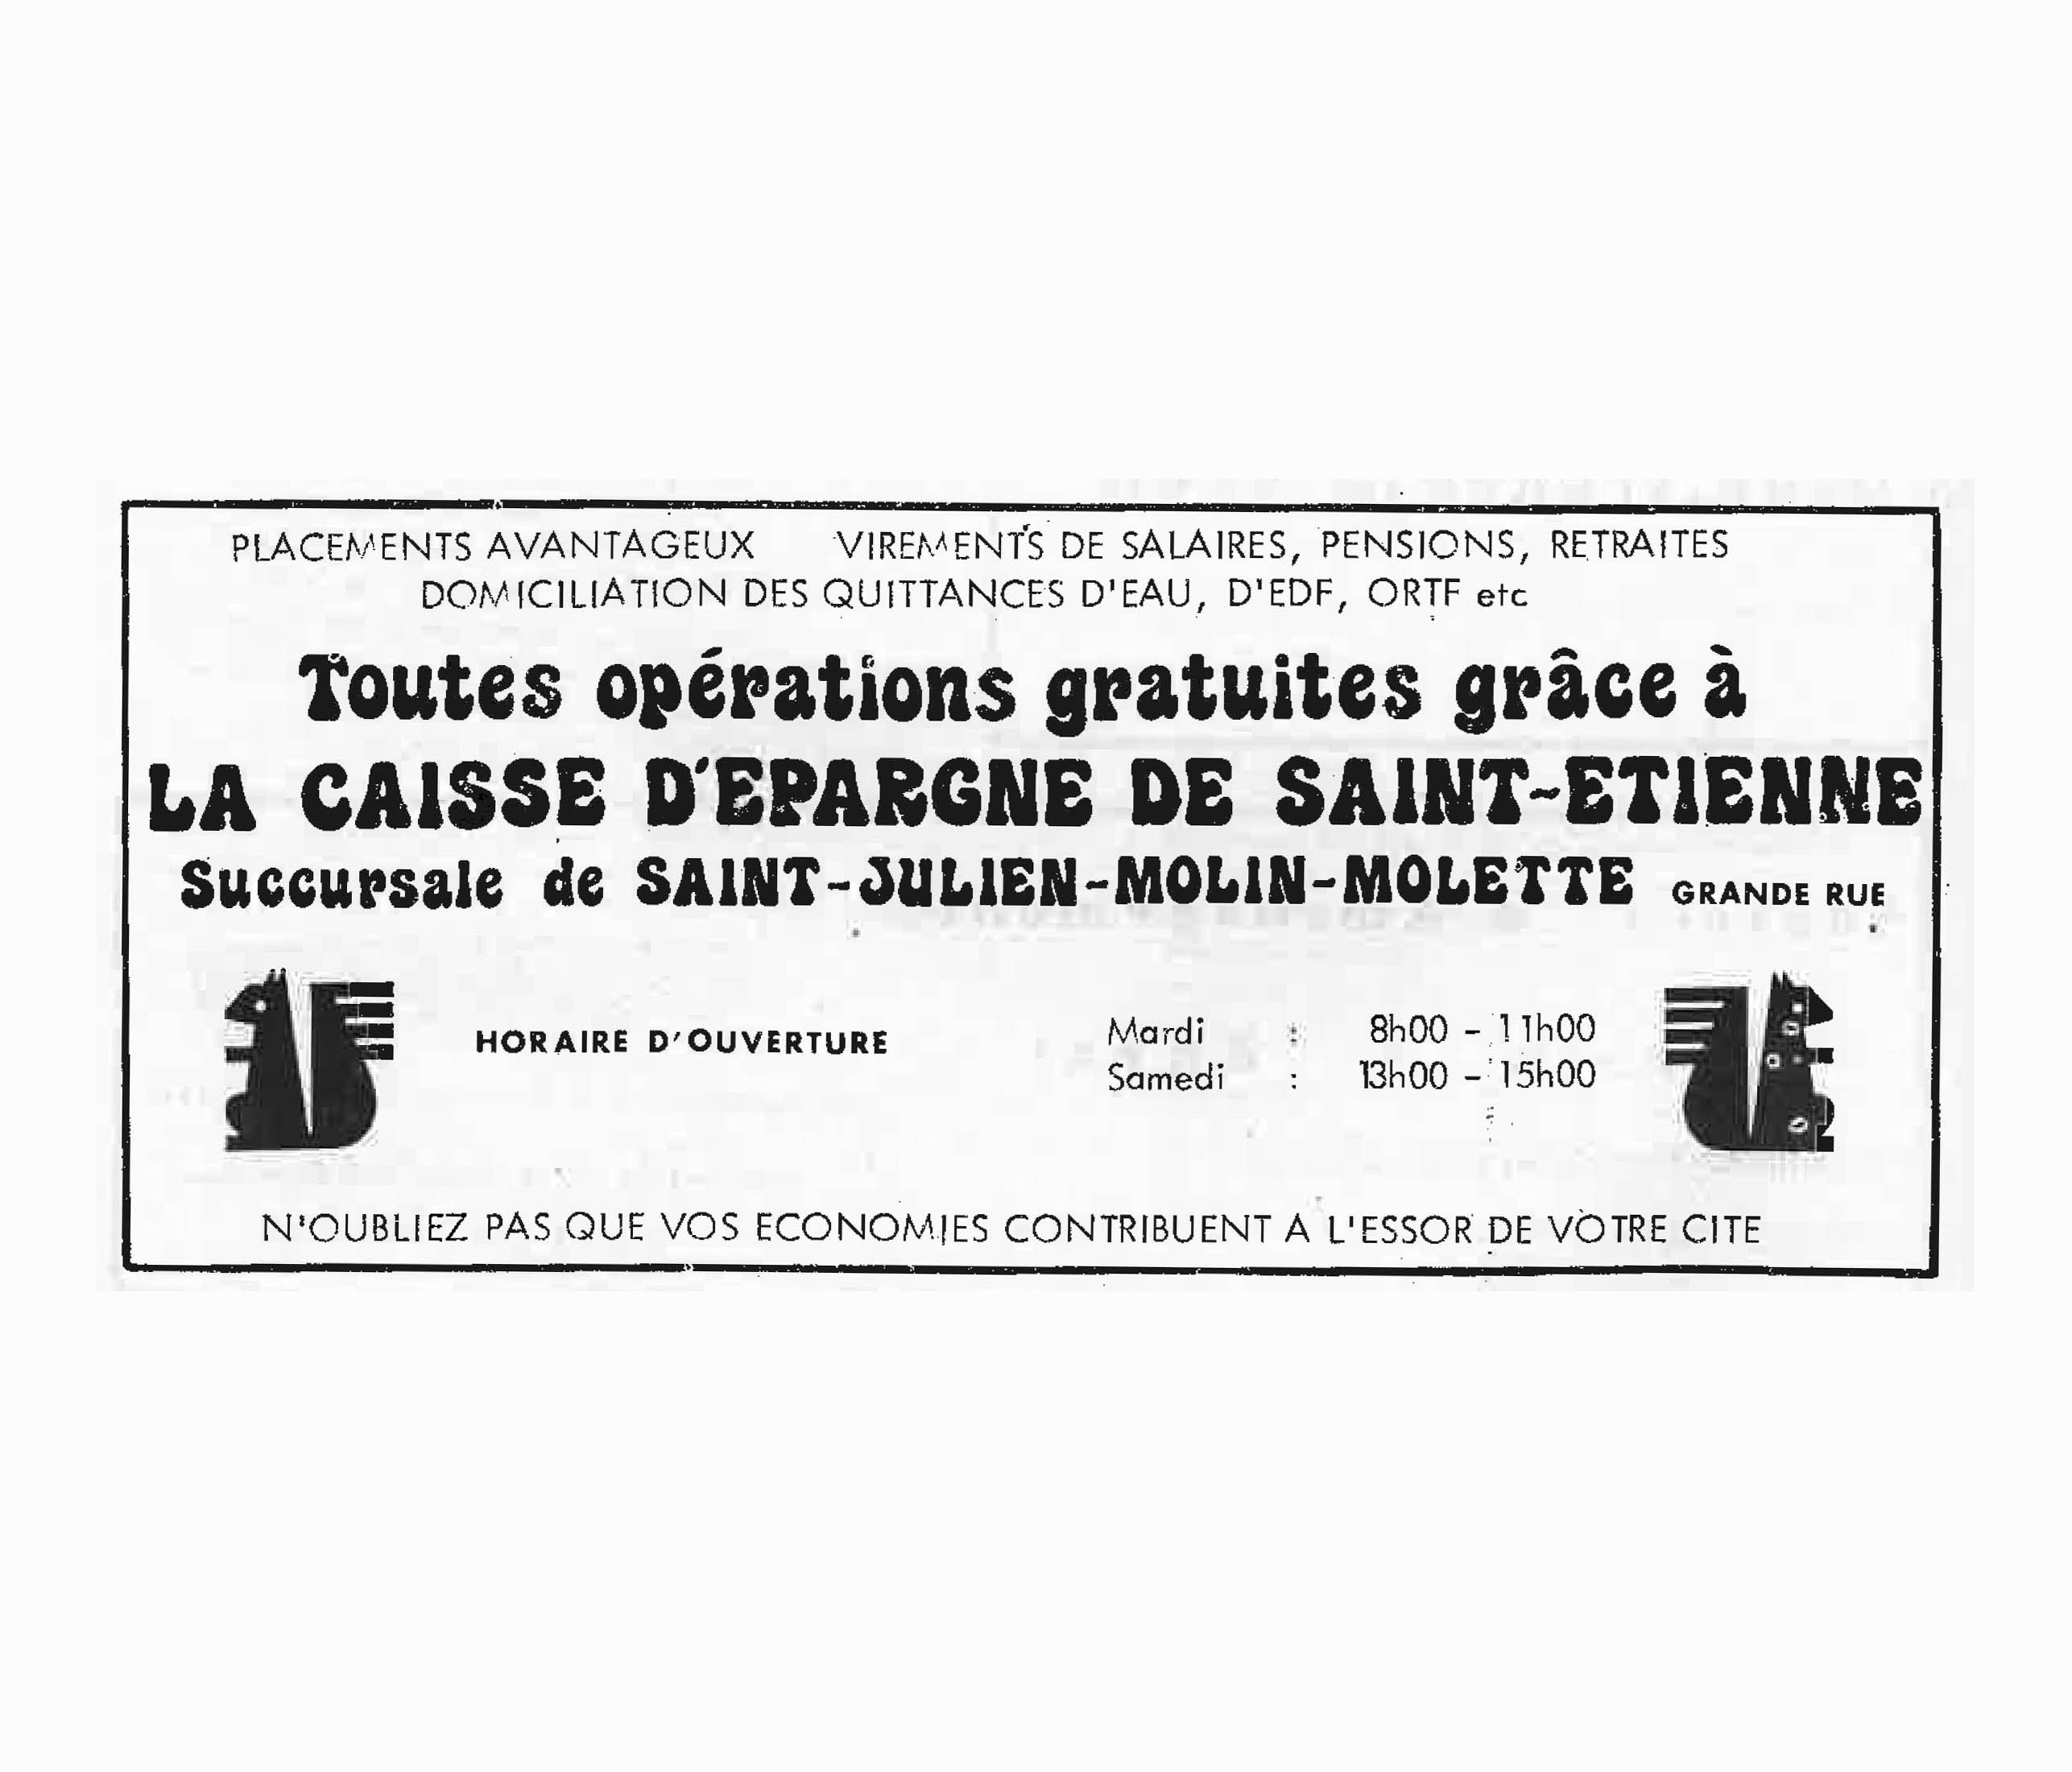 PLACEMENTS AVANTAGEUX VIREMENTS DE SALAIRES, PENSIONS, RETRAITES
DOMICILIATION DES QUITTANCES D'EAU, D'EDF, ORTF etc
Toutes opérations gratuites grâce à
LA CAISSE D'EPARGNE DE SAINT-ETIENNE
Succursale de SAINT-JULIEN-MOLIN-MOLETTE GRANDE RUE
HORAIRE D'OUVERTURE
Mardi : 8h00 - 11h00
Samedi : 13h00 - 15h00
N'OUBLIEZ PAS QUE VOS ECONOMIES CONTRIBUENT A L'ESSOR DE VOTRE CITE